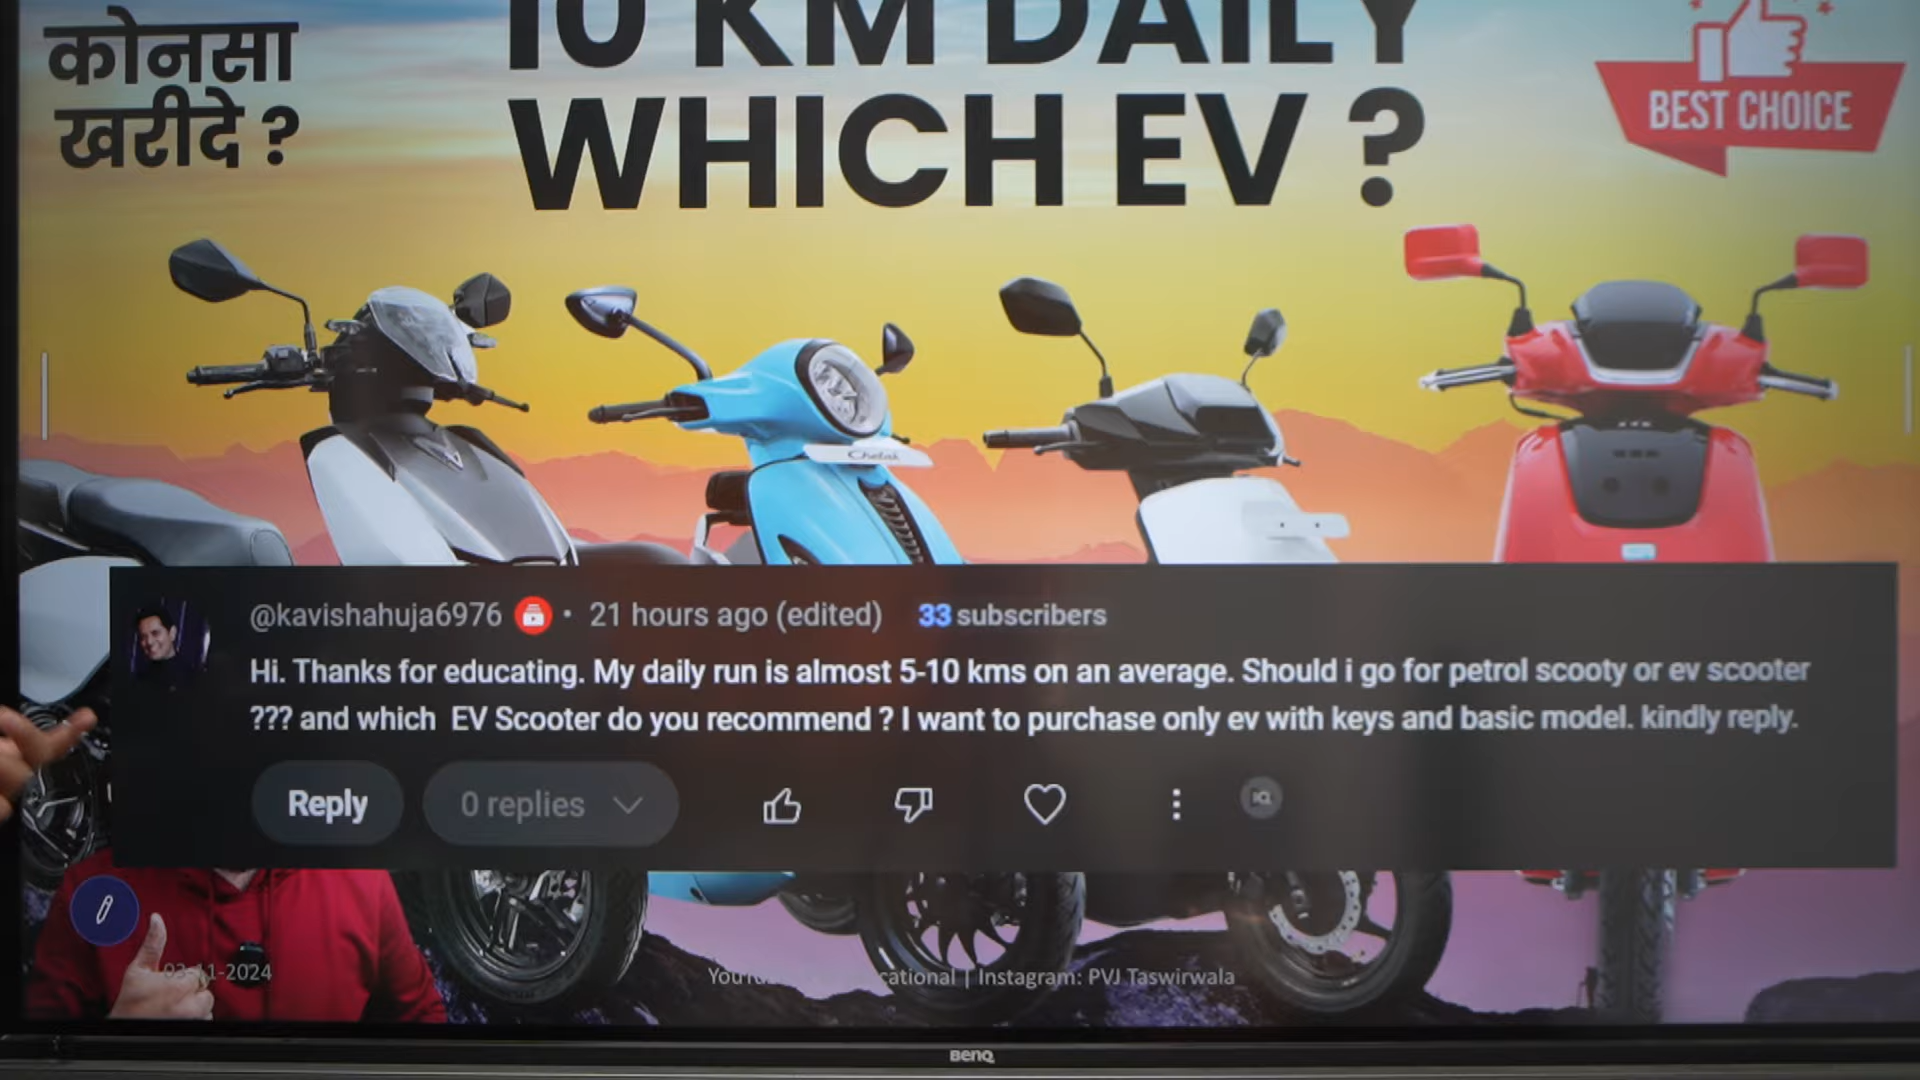 कोनसा
खरीदे ?
10 KM DAILY
WHICH EV ?
BEST CHOICE
Chetak
@kavishahuja6976 • 21 hours ago (edited) 33 subscribers
Hi. Thanks for educating. My daily run is almost 5-10 kms on an average. Should i go for petrol scooty or ev scooter
??? and which EV Scooter do you recommend ? I want to purchase only ev with keys and basic model. kindly reply.
Reply
0 replies
03-11-2024
| Instagram: PVJ Taswirwala
BenQ